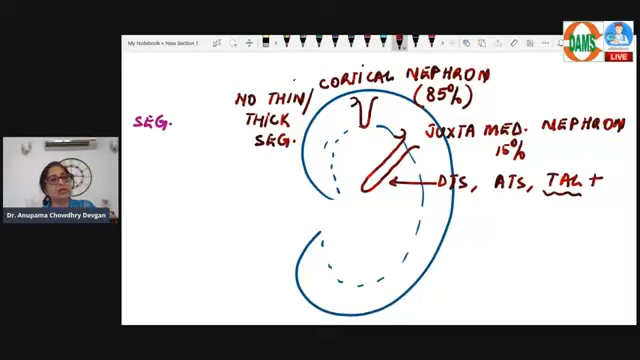 My Notebook > New Section 1
DAMS
LIVE
CORTICAL NEPHRON
(85%)
NO THIN/
THICK
SEG.
SEG.
JUXTA MED. NEPHRON
15%
DTS, ATS, TAL +
Dr. Anupama Chowdhry Devgan